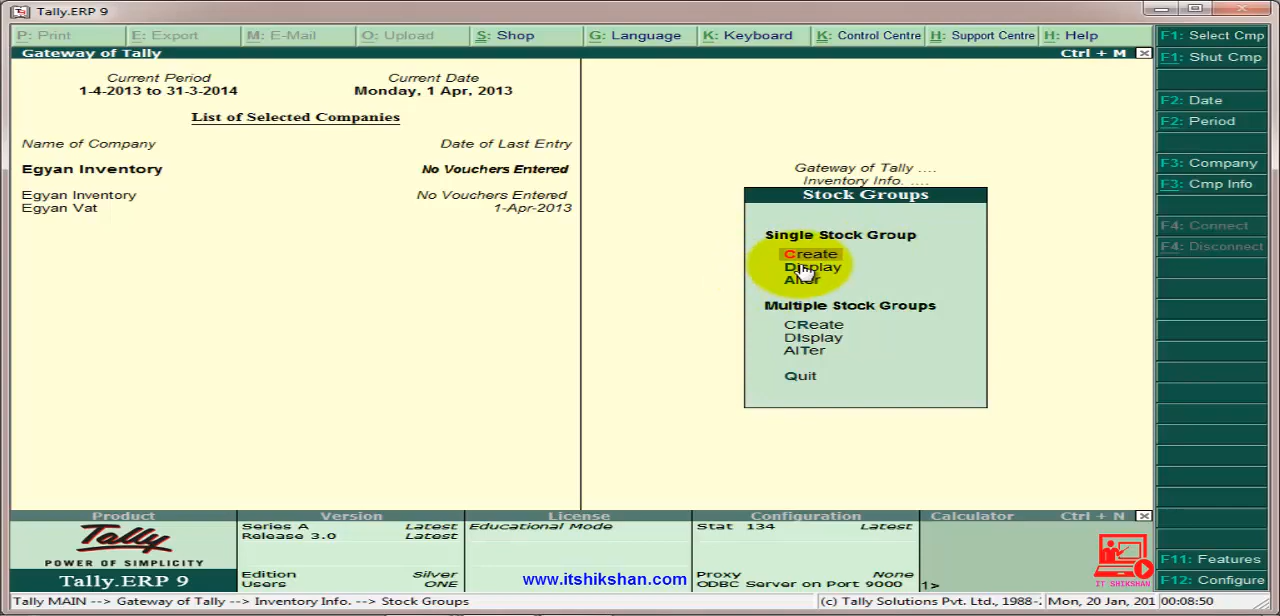 Tally.ERP 9
P: Print
E: Export
M: E-Mail
O: Upload
S: Shop
G: Language
K: Keyboard
K: Control Centre
H: Support Centre
H: Help
F1: Select Cmp
F1: Shut Cmp
F2: Date
F2: Period
F3: Company
F3: Cmp Info
F4: Connect
F4: Disconnect
F11: Features
F12: Configure
Gateway of Tally
Ctrl + M
Current Period
Current Date
1-4-2013 to 31-3-2014
Monday, 1 Apr, 2013
List of Selected Companies
Name of Company
Date of Last Entry
Egyan Inventory
No Vouchers Entered
Egyan Inventory
No Vouchers Entered
Egyan Vat
1-Apr-2013
Gateway of Tally ....
Inventory Info. ....
Stock Groups
Single Stock Group
Create
Display
Alter
Multiple Stock Groups
CReate
DIsplay
AlTer
Quit
Product
Tally
POWER OF SIMPLICITY
Tally.ERP 9
Version
Series A Latest
Release 3.0 Latest
Edition Silver
Users ONE
License
Educational Mode
www.itshikshan.com
Configuration
Stat 134 Latest
Proxy None
ODBC Server on Port 9000
Calculator
Ctrl + N
1>
IT SHIKSHAN
Tally MAIN --> Gateway of Tally --> Inventory Info. --> Stock Groups
(c) Tally Solutions Pvt. Ltd., 1988-
Mon, 20 Jan, 201
00:08:50